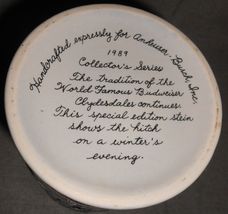 Handcrafted expressly for Anheuser-Busch Inc.
1989
Collector's Series
The tradition of the
World Famous Budweiser
Clydesdales continues.
This special edition stein
shows the hitch
on a winter's
evening.